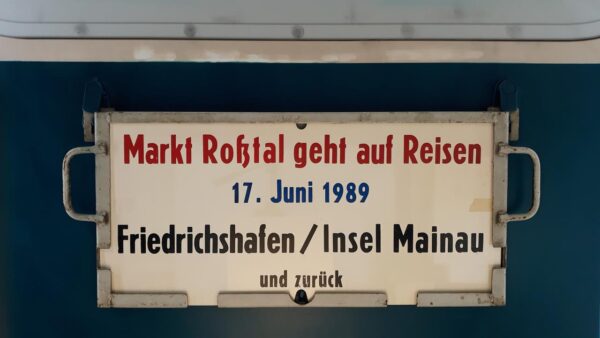 Markt Roßtal geht auf Reisen
17. Juni 1989
Friedrichshafen/Insel Mainau
und zurück